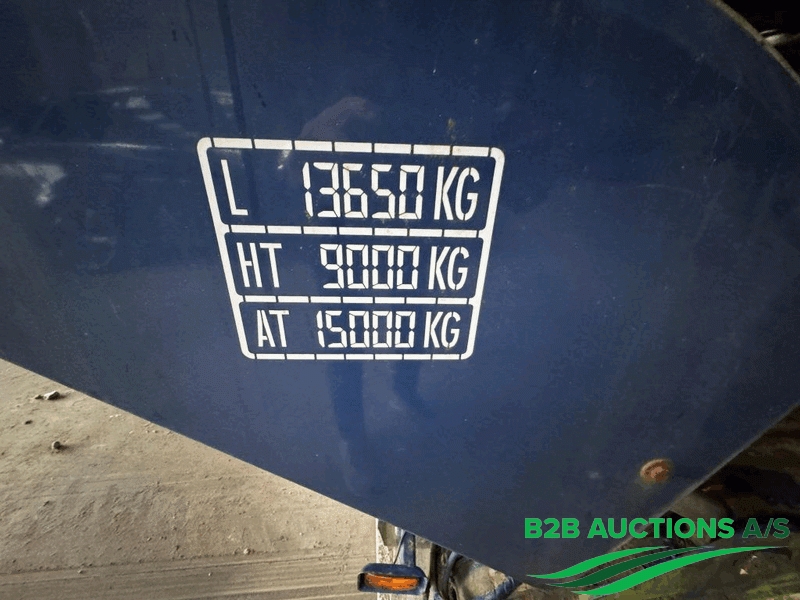 L 13650 KG
HT 9000 KG
AT 15000 KG
B2B AUCTIONS A/S